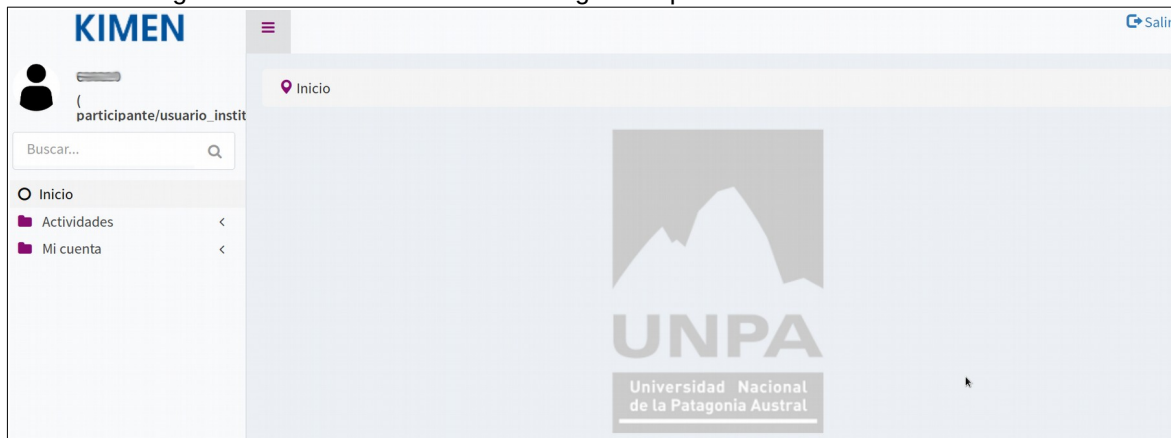 KIMEN
Salir
(
participante/usuario_instit
Inicio
Buscar...
Inicio
Actividades
Mi cuenta
UNPA
Universidad Nacional
de la Patagonia Austral